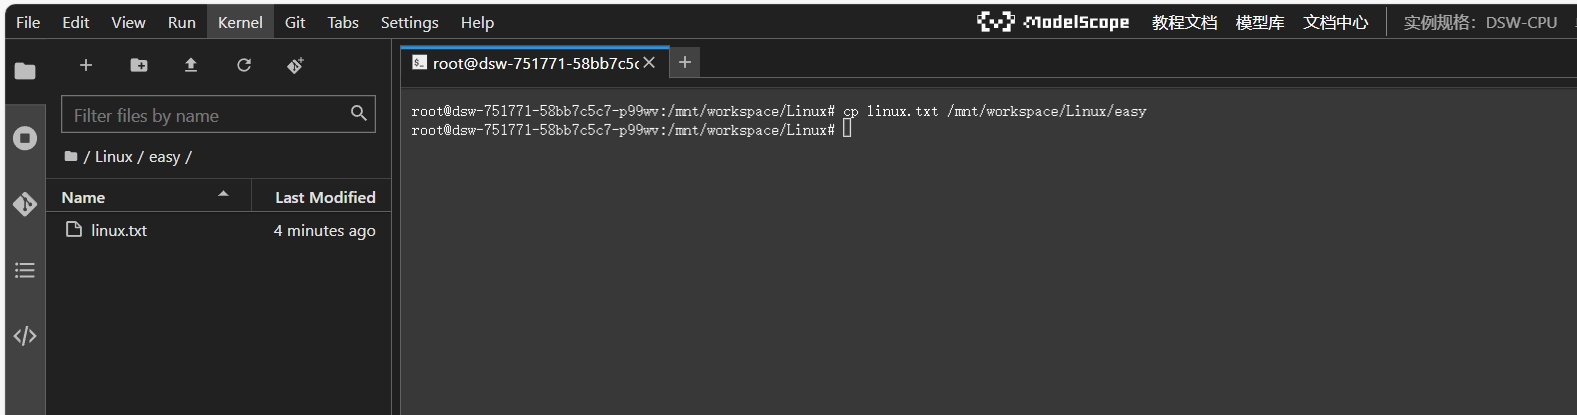 File Edit View Run Kernel Git Tabs Settings Help ModelScope 教程文档 模型库 文档中心 实例规格：DSW-CPU
root@dsw-751771-58bb7c5c
Filter files by name
/ Linux / easy /
Name Last Modified
linux.txt 4 minutes ago
root@dsw-751771-58bb7c5c7-p99wv:/mnt/workspace/Linux# cp linux.txt /mnt/workspace/Linux/easy
root@dsw-751771-58bb7c5c7-p99wv:/mnt/workspace/Linux#